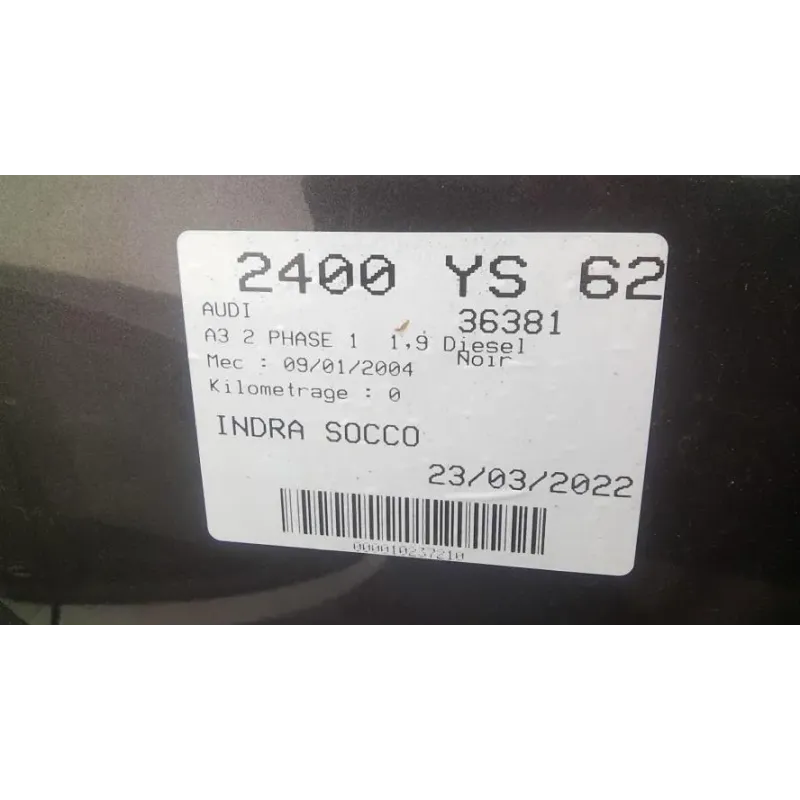 2400 YS 62
AUDI 36381
A3 2 PHASE 1 1,9 Diesel
Noir
Mec : 09/01/2004
Kilometrage : 0
INDRA SOCCO
23/03/2022
000010237210